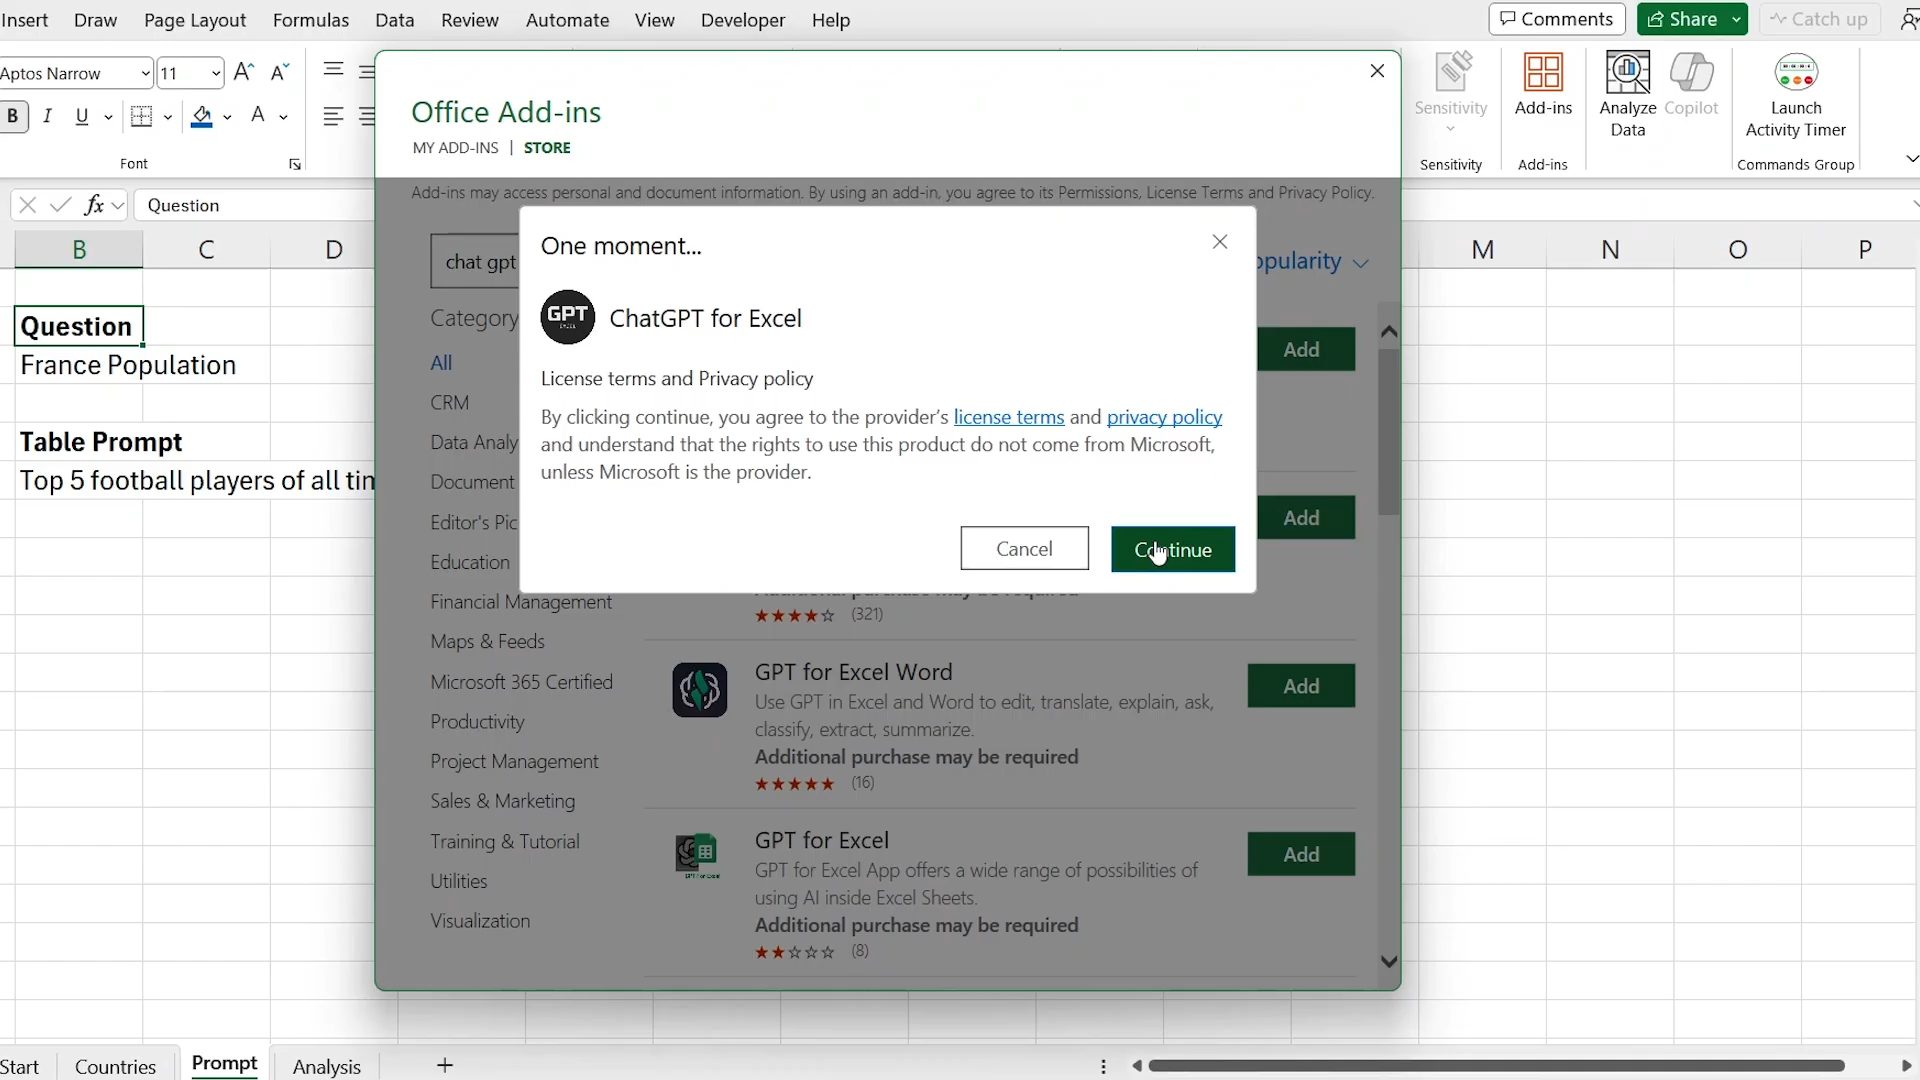 Insert Draw Page Layout Formulas Data Review Automate View Developer Help
Comments Share Catch up
Aptos Narrow 11
B I U A
Font
Sensitivity
Sensitivity
Add-ins
Add-ins
Analyze
Data
Copilot
Launch
Activity Timer
Commands Group
fx Question
B C D M N O P
Question
France Population
Table Prompt
Top 5 football players of all tim
Office Add-ins
MY ADD-INS | STORE
Add-ins may access personal and document information. By using an add-in, you agree to its Permissions, License Terms and Privacy Policy.
chat gpt
opularity
Category
All
CRM
Data Analy
Document
Editor's Pic
Education
Financial Management
Maps & Feeds
Microsoft 365 Certified
Productivity
Project Management
Sales & Marketing
Training & Tutorial
Utilities
Visualization
One moment...
GPT
EXCEL
ChatGPT for Excel
License terms and Privacy policy
By clicking continue, you agree to the provider's license terms and privacy policy
and understand that the rights to use this product do not come from Microsoft,
unless Microsoft is the provider.
Cancel
Continue
Add
Add
(321)
GPT for Excel Word
Use GPT in Excel and Word to edit, translate, explain, ask,
classify, extract, summarize.
Additional purchase may be required
(16)
Add
GPT for Excel
GPT for Excel
GPT for Excel App offers a wide range of possibilities of
using AI inside Excel Sheets.
Additional purchase may be required
(8)
Add
Start Countries Prompt Analysis